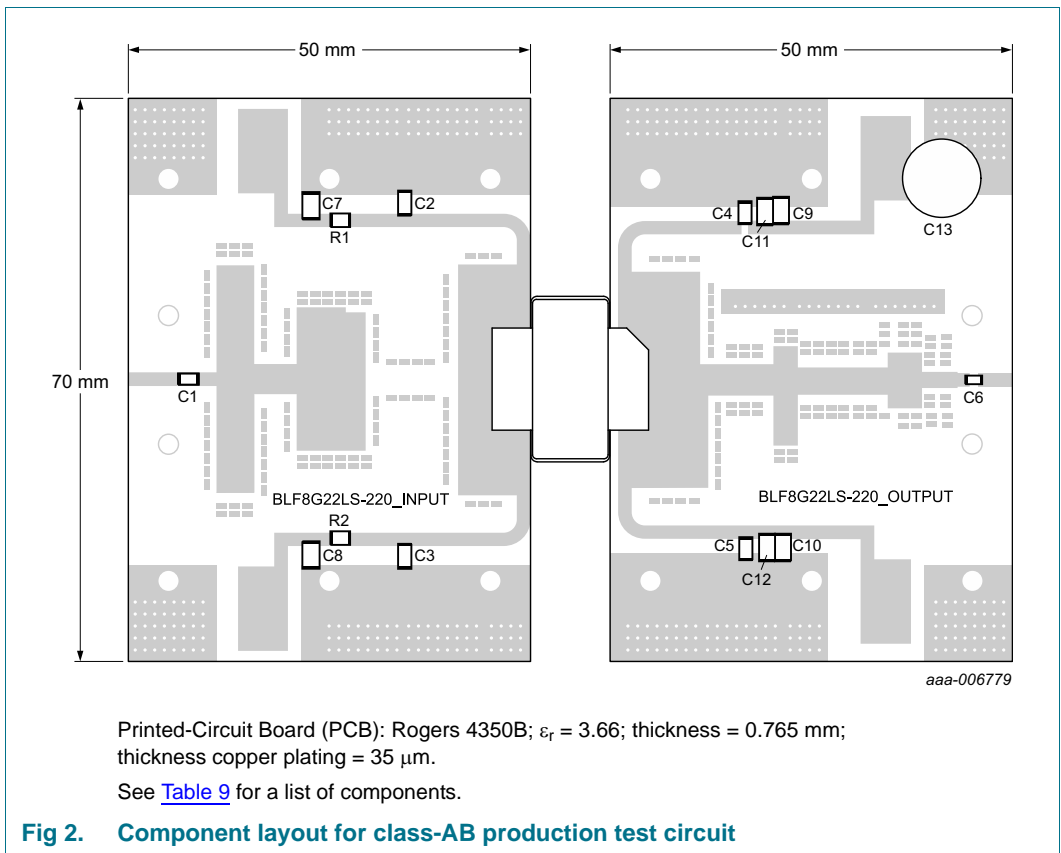 50 mm
50 mm
C7
C2
R1
C4
C9
C11
C13
70 mm
C1
C6
BLF8G22LS-220_INPUT
BLF8G22LS-220_OUTPUT
R2
C8
C3
C5
C10
C12
aaa-006779
Printed-Circuit Board (PCB): Rogers 4350B; εr = 3.66; thickness = 0.765 mm;
thickness copper plating = 35 μm.
See Table 9 for a list of components.
Fig 2. Component layout for class-AB production test circuit